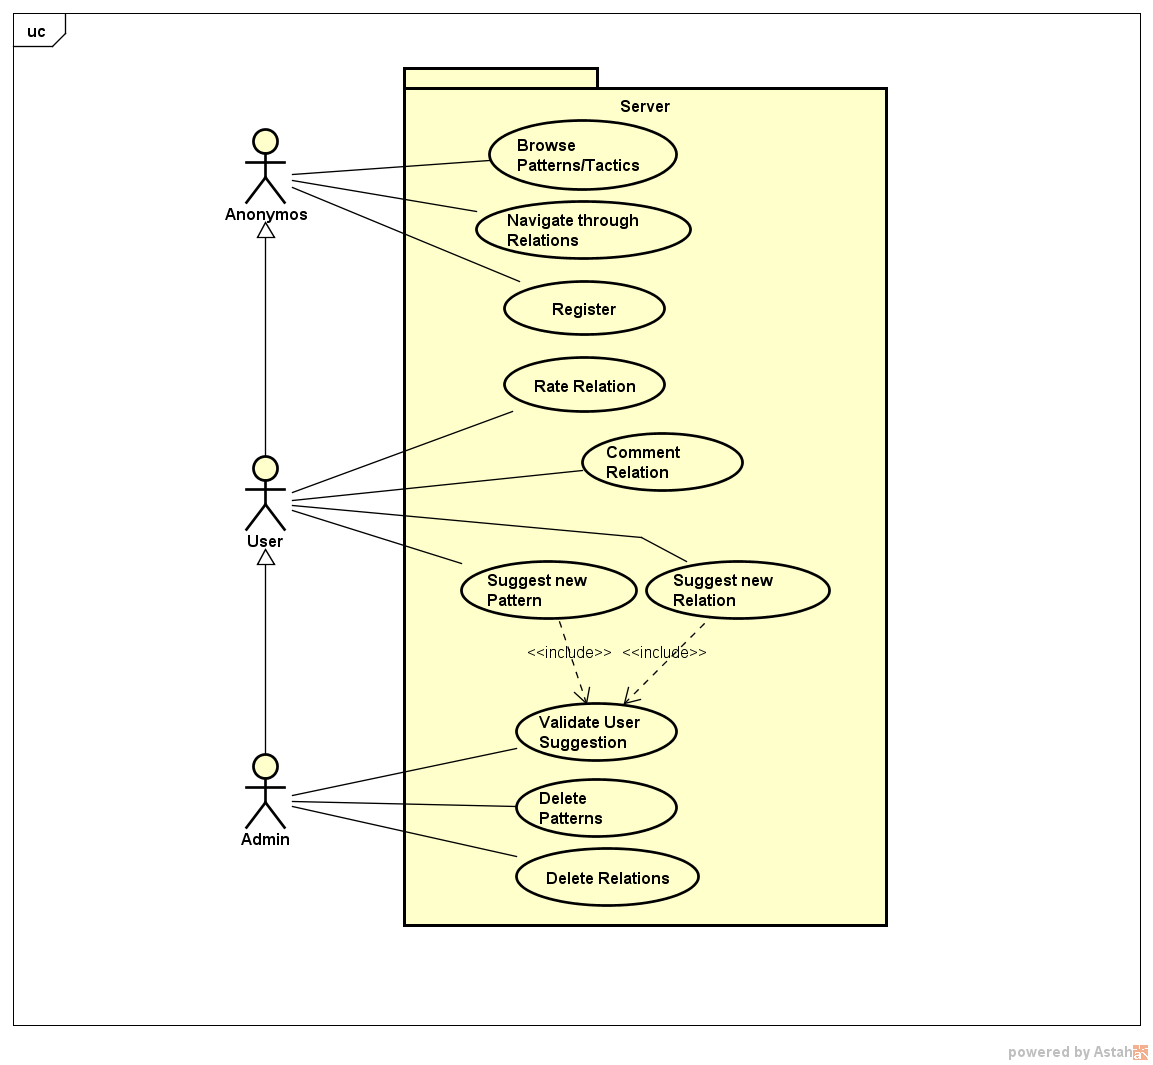 uc
Server
Browse
Patterns/Tactics
Anonymos
Navigate through
Relations
Register
Rate Relation
Comment
Relation
User
Suggest new
Pattern
Suggest new
Relation
<<include>>
<<include>>
Validate User
Suggestion
Delete
Patterns
Admin
Delete Relations
powered by Astah